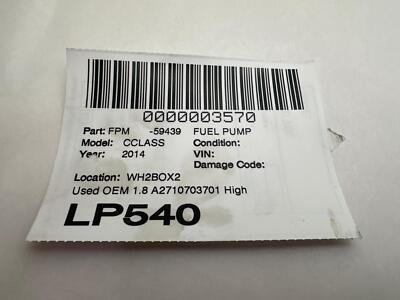 0000003570
Part: FPM -59439 FUEL PUMP
Model: CCLASS Condition:
Year: 2014 VIN:
Damage Code:
Location: WH2BOX2
Used OEM 1.8 A2710703701 High
LP540